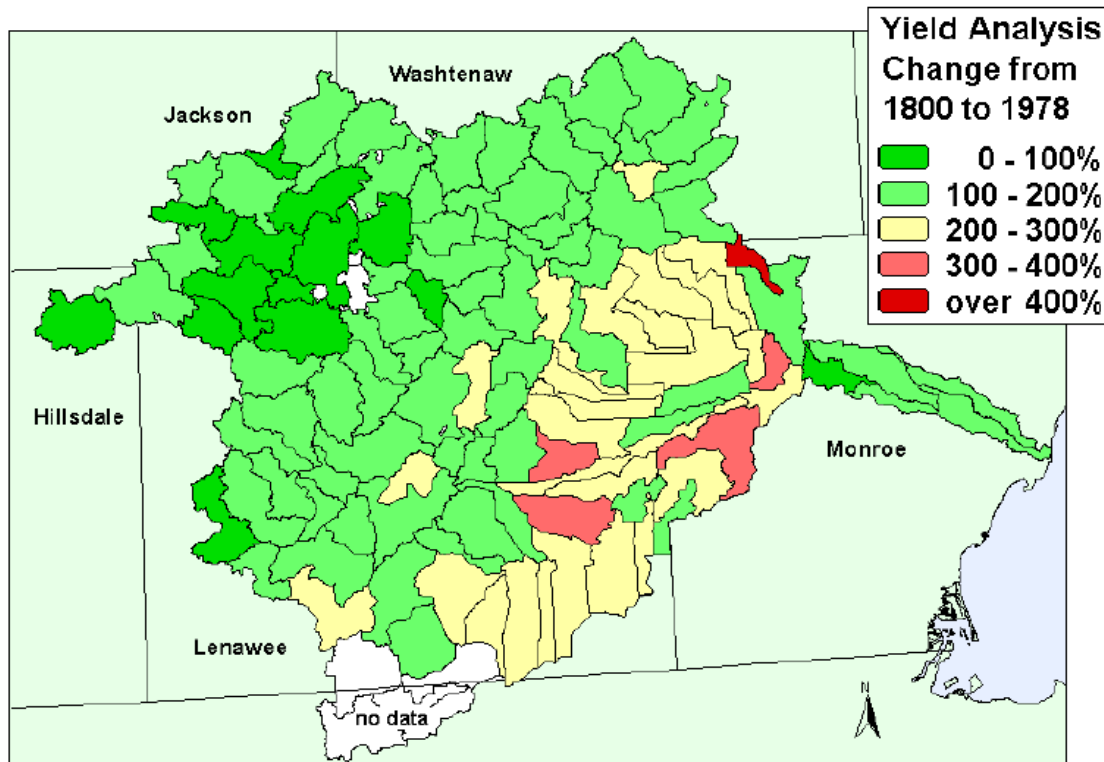 Yield Analysis
Change from
1800 to 1978
0 - 100%
100 - 200%
200 - 300%
300 - 400%
over 400%
Washtenaw
Jackson
Hillsdale
Monroe
Lenawee
no data
N